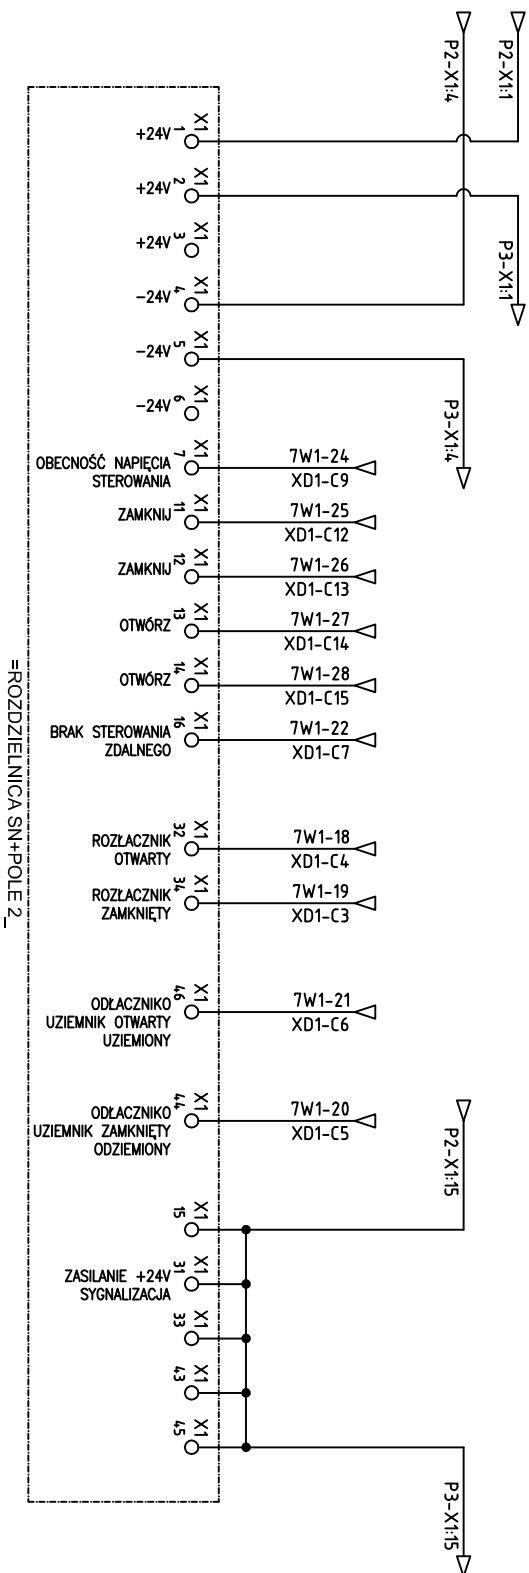 P2-X1:4
P2-X1:1
X1
1
+24V
X1
2
+24V
X1
3
+24V
P3-X1:1
X1
4
-24V
X1
5
-24V
P3-X1:4
X1
6
-24V
X1
7
OBECNOŚĆ NAPIĘCIA
STEROWANIA
7W1-24
XD1-C9
X1
11
ZAMKNIJ
7W1-25
XD1-C12
X1
12
ZAMKNIJ
7W1-26
XD1-C13
X1
13
OTWÓRZ
7W1-27
XD1-C14
X1
14
OTWÓRZ
7W1-28
XD1-C15
X1
16
BRAK STEROWANIA
ZDALNEGO
7W1-22
XD1-C7
=ROZDZIELNICA SN+POLE 2_
X1
32
ROZŁACZNIK
OTWARTY
7W1-18
XD1-C4
X1
34
ROZŁACZNIK
ZAMKNIĘTY
7W1-19
XD1-C3
X1
46
ODŁACZNIKO
UZIEMNIK OTWARTY
UZIEMIONY
7W1-21
XD1-C6
X1
44
ODŁACZNIKO
UZIEMNIK ZAMKNIĘTY
ODZIEMIONY
7W1-20
XD1-C5
P2-X1:15
X1
15
X1
31
ZASILANIE +24V
SYGNALIZACJA
X1
33
X1
43
X1
45
P3-X1:15